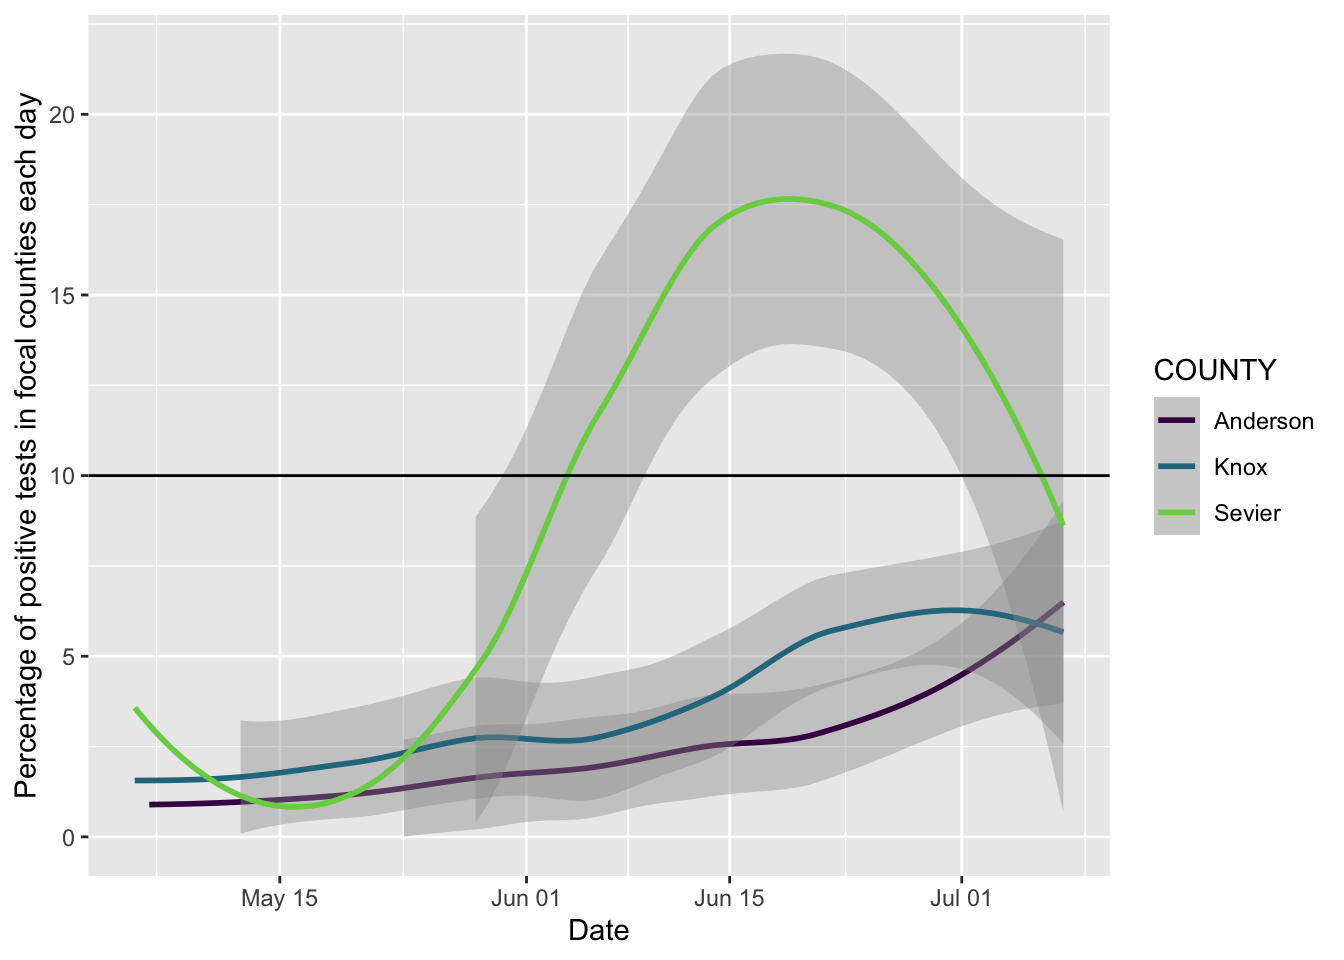 Percentage of positive tests in focal counties each day
20
15
10
5
0
May 15
Jun 01
Jun 15
Jul 01
Date
COUNTY
Anderson
Knox
Sevier